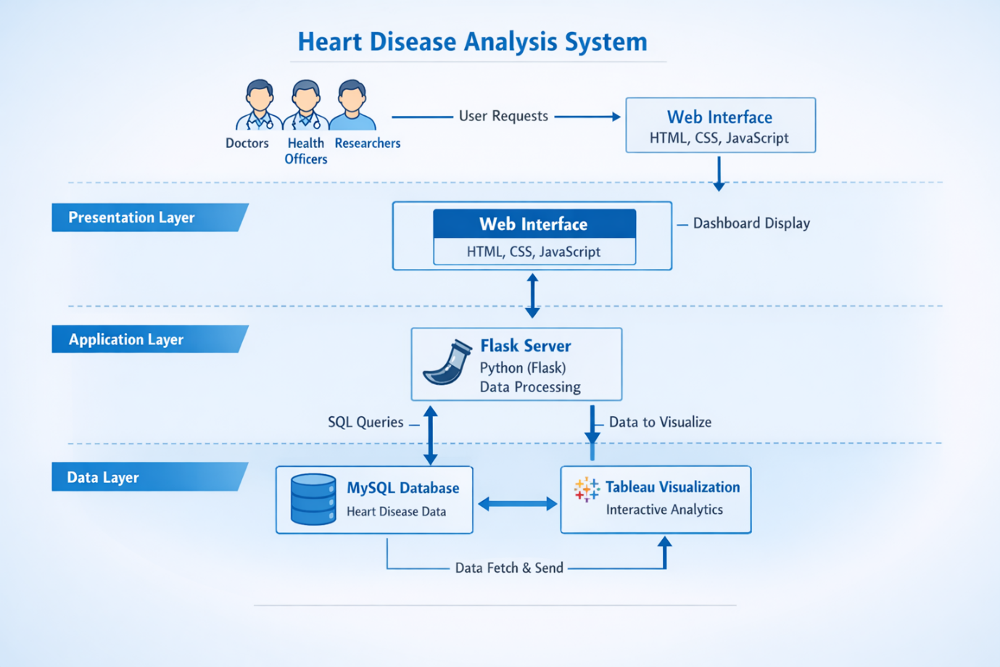 Heart Disease Analysis System
User Requests
Web Interface
HTML, CSS, JavaScript
Doctors
Health
Officers
Researchers
Presentation Layer
Web Interface
HTML, CSS, JavaScript
Dashboard Display
Application Layer
Flask Server
Python (Flask)
Data Processing
SQL Queries
Data to Visualize
Data Layer
MySQL Database
Heart Disease Data
Tableau Visualization
Interactive Analytics
Data Fetch & Send